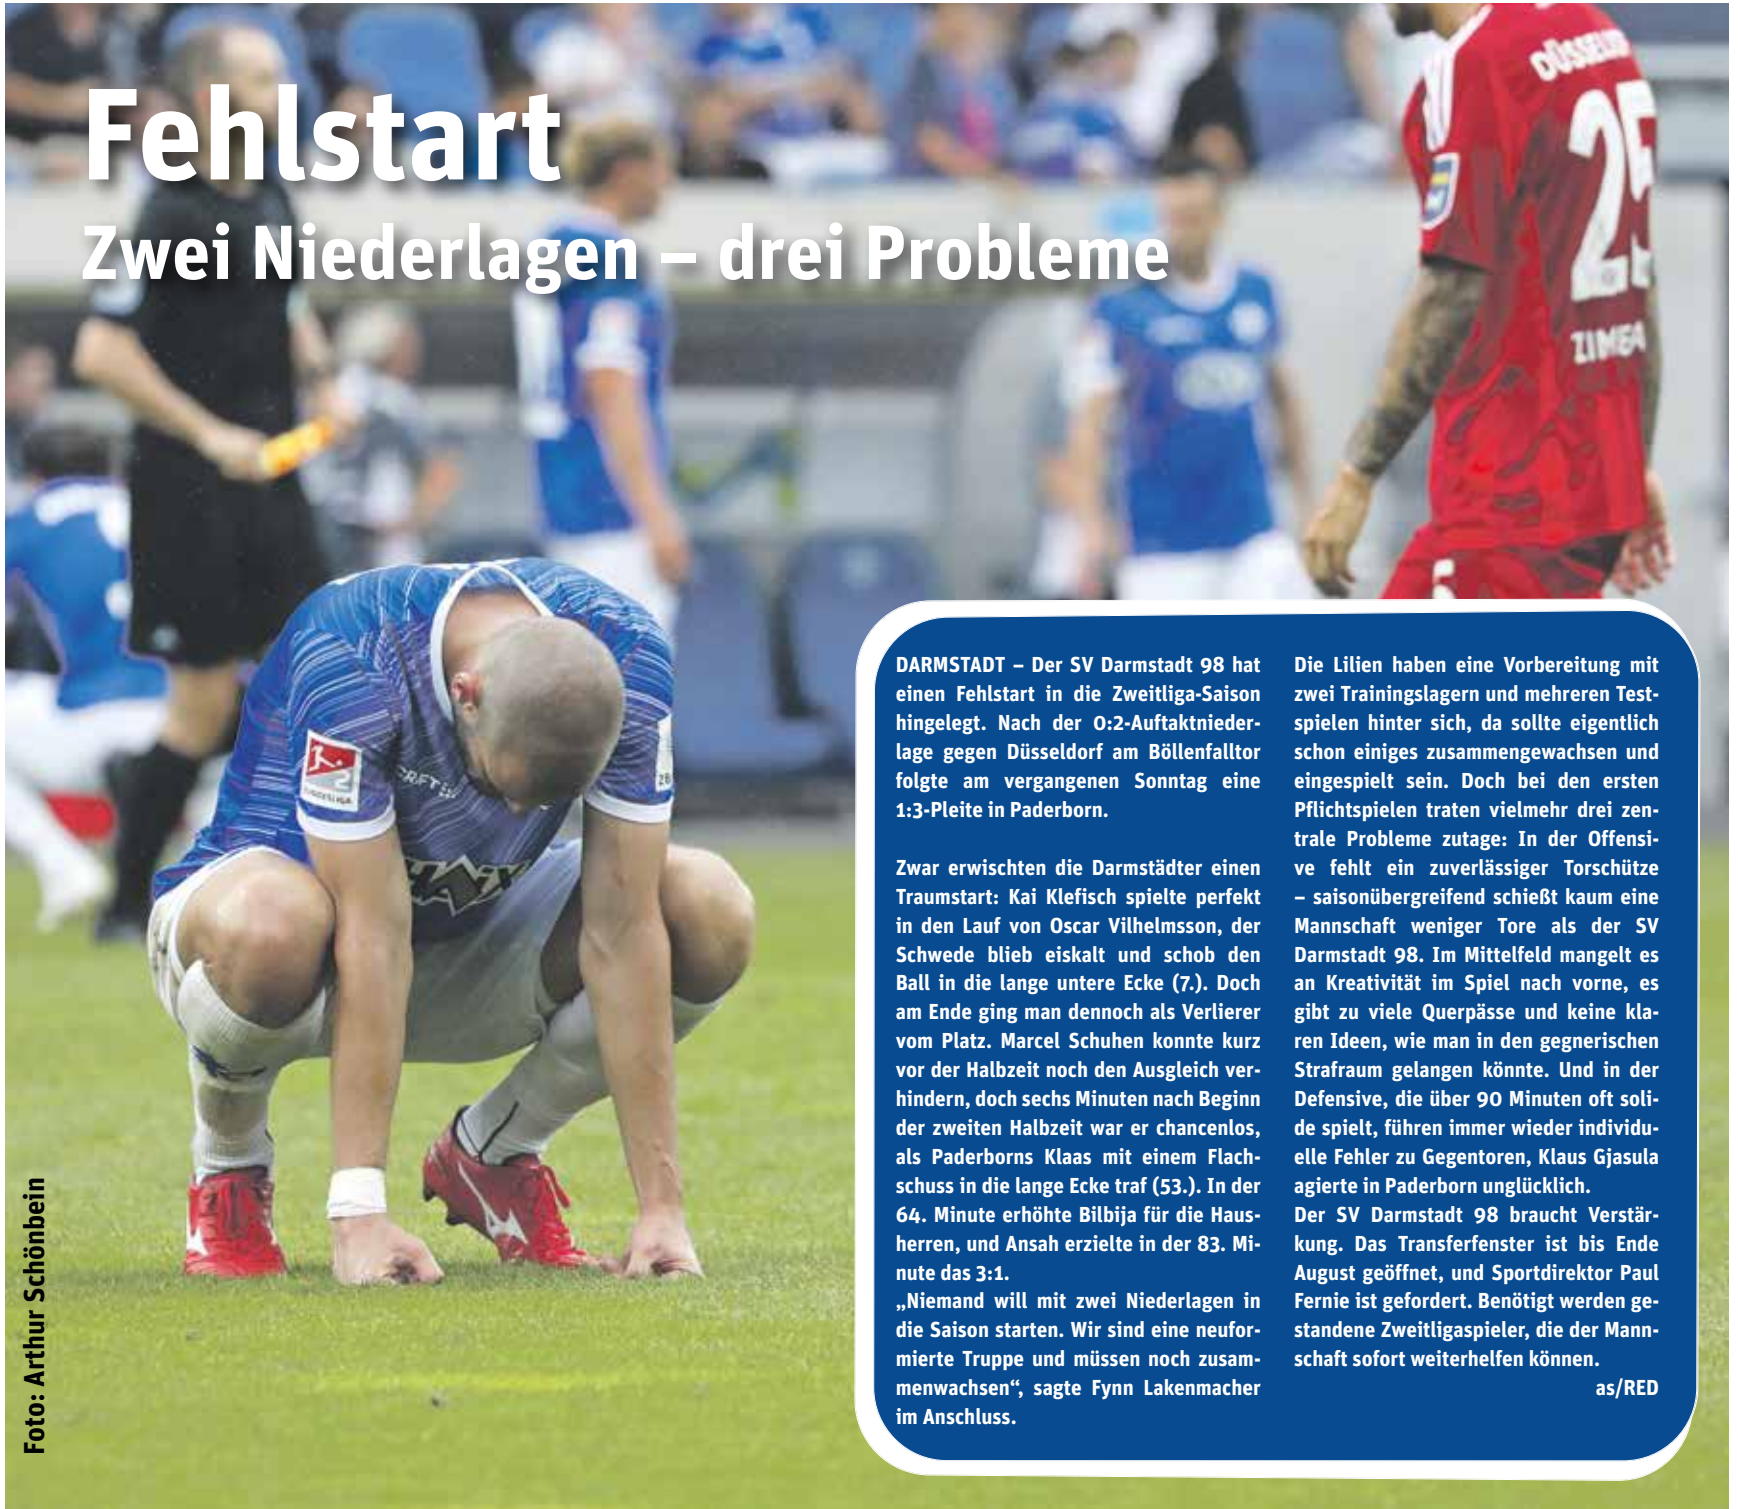 Fehlstart
Zwei Niederlagen – drei Probleme
DÜSSEL
25
ZIMER
DARMSTADT – Der SV Darmstadt 98 hat
einen Fehlstart in die Zweitliga-Saison
hingelegt. Nach der 0:2-Auftaktnieder-
lage gegen Düsseldorf am Böllenfalltor
folgte am vergangenen Sonntag eine
1:3-Pleite in Paderborn.
Zwar erwischten die Darmstädter einen
Traumstart: Kai Klefisch spielte perfekt
in den Lauf von Oscar Vilhelmsson, der
Schwede blieb eiskalt und schob den
Ball in die lange untere Ecke (7.). Doch
am Ende ging man dennoch als Verlierer
vom Platz. Marcel Schuhen konnte kurz
vor der Halbzeit noch den Ausgleich ver-
hindern, doch sechs Minuten nach Beginn
der zweiten Halbzeit war er chancenlos,
als Paderborns Klaas mit einem Flach-
schuss in die lange Ecke traf (53.). In der
64. Minute erhöhte Bilbija für die Haus-
herren, und Ansah erzielte in der 83. Mi-
nute das 3:1.
„Niemand will mit zwei Niederlagen in
die Saison starten. Wir sind eine neufor-
mierte Truppe und müssen noch zusam-
menwachsen“, sagte Fynn Lakenmacher
im Anschluss.
Die Lilien haben eine Vorbereitung mit
zwei Trainingslagern und mehreren Test-
spielen hinter sich, da sollte eigentlich
schon einiges zusammengewachsen und
eingespielt sein. Doch bei den ersten
Pflichtspielen traten vielmehr drei zen-
trale Probleme zutage: In der Offensi-
ve fehlt ein zuverlässiger Torschütze
– saisonübergreifend schießt kaum eine
Mannschaft weniger Tore als der SV
Darmstadt 98. Im Mittelfeld mangelt es
an Kreativität im Spiel nach vorne, es
gibt zu viele Querpässe und keine kla-
ren Ideen, wie man in den gegnerischen
Strafraum gelangen könnte. Und in der
Defensive, die über 90 Minuten oft soli-
de spielt, führen immer wieder individu-
elle Fehler zu Gegentoren, Klaus Gjasula
agierte in Paderborn unglücklich.
Der SV Darmstadt 98 braucht Verstär-
kung. Das Transferfenster ist bis Ende
August geöffnet, und Sportdirektor Paul
Fernie ist gefordert. Benötigt werden ge-
standene Zweitligaspieler, die der Mann-
schaft sofort weiterhelfen können.
as/RED
Foto: Arthur Schönbein